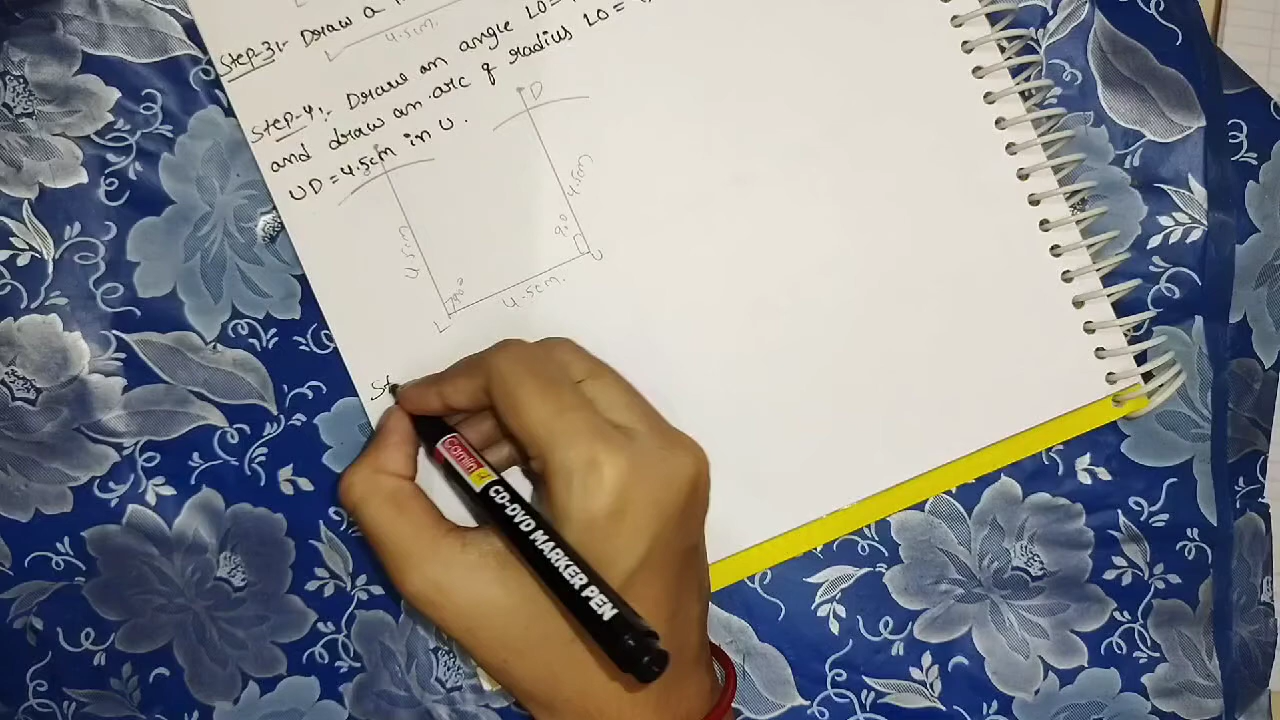 Step-3:- Draw a
4.5cm.
Step-4:- Draw an angle LO=
and draw an arc of radius LO =
UD = 4.5cm in U.
D
4.5cm
4.5cm
90
90°
U
4.5cm.
L
St
Camlin
CD-DVD MARKER PEN